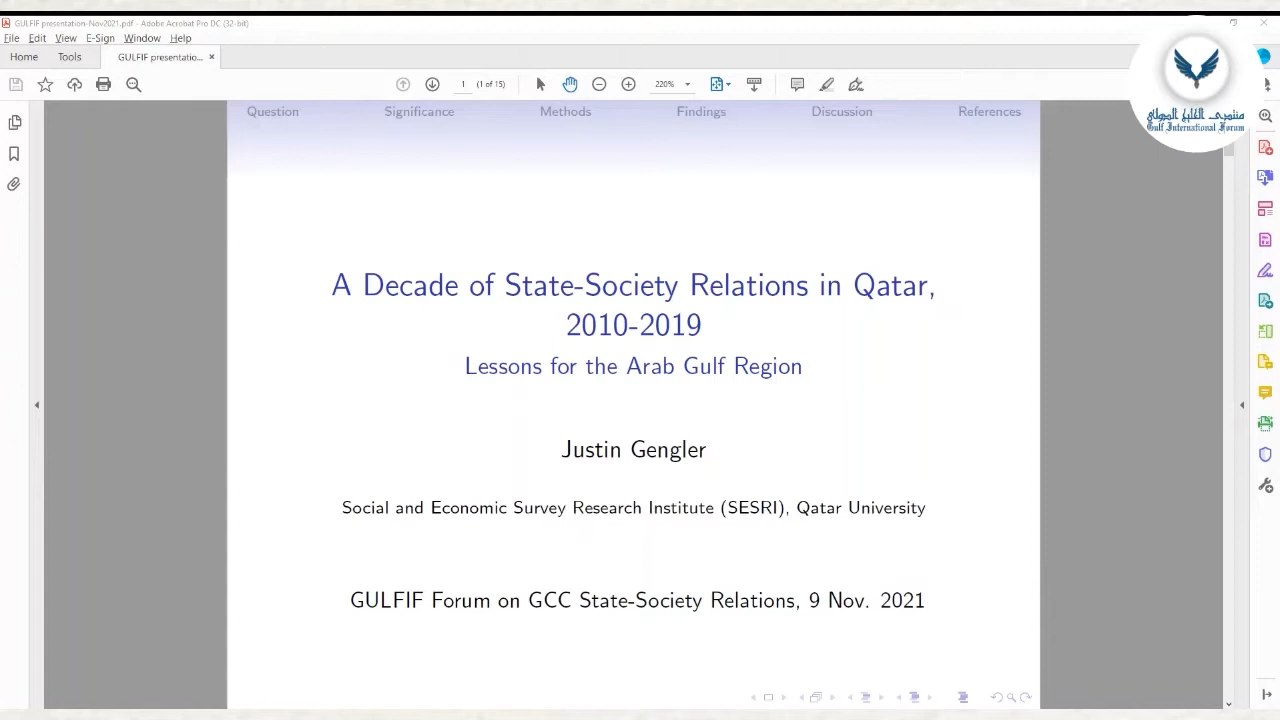 GULFIF presentation-Nov2021.pdf - Adobe Acrobat Pro DC (32-bit)
File Edit View E-Sign Window Help
Home Tools GULFIF presentatio... ×
1 (1 of 15) 220%
Question Significance Methods Findings Discussion References
منتدى الخليج الدولي
Gulf International Forum
A Decade of State-Society Relations in Qatar,
2010-2019
Lessons for the Arab Gulf Region
Justin Gengler
Social and Economic Survey Research Institute (SESRI), Qatar University
GULFIF Forum on GCC State-Society Relations, 9 Nov. 2021